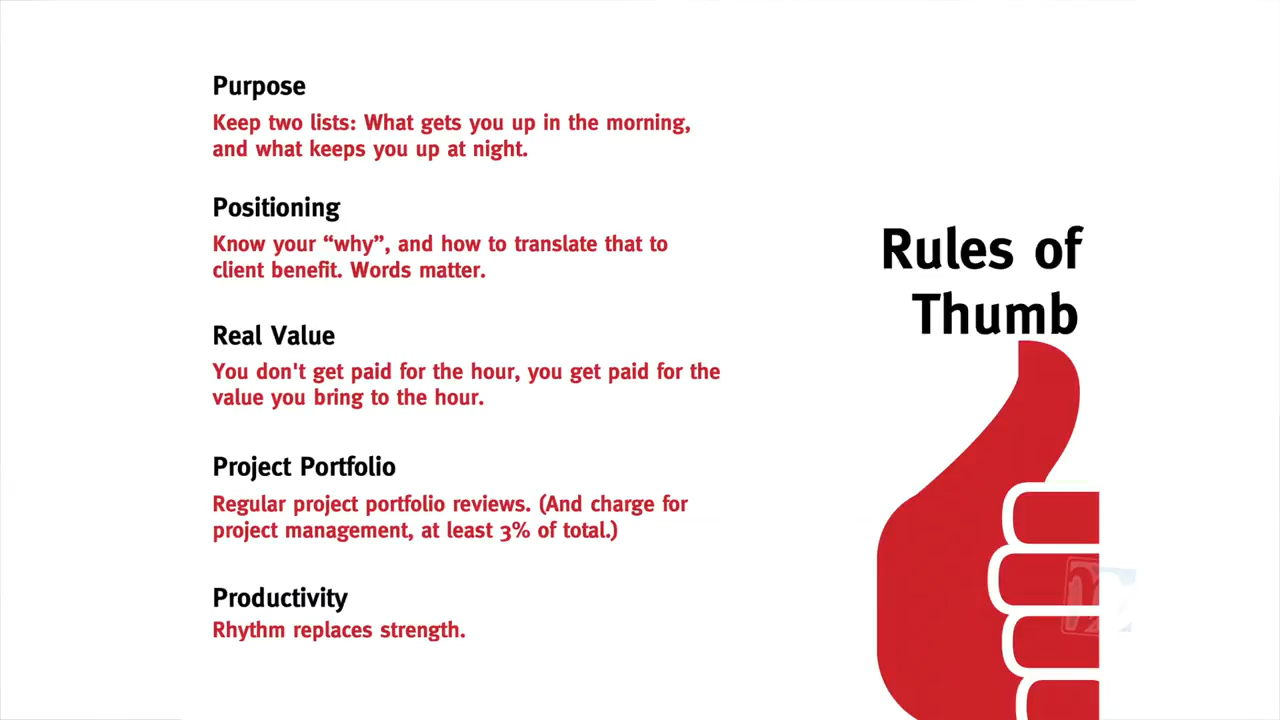 Purpose
Keep two lists: What gets you up in the morning,
and what keeps you up at night.
Positioning
Know your “why”, and how to translate that to
client benefit. Words matter.
Real Value
You don't get paid for the hour, you get paid for the
value you bring to the hour.
Project Portfolio
Regular project portfolio reviews. (And charge for
project management, at least 3% of total.)
Productivity
Rhythm replaces strength.
Rules of
Thumb